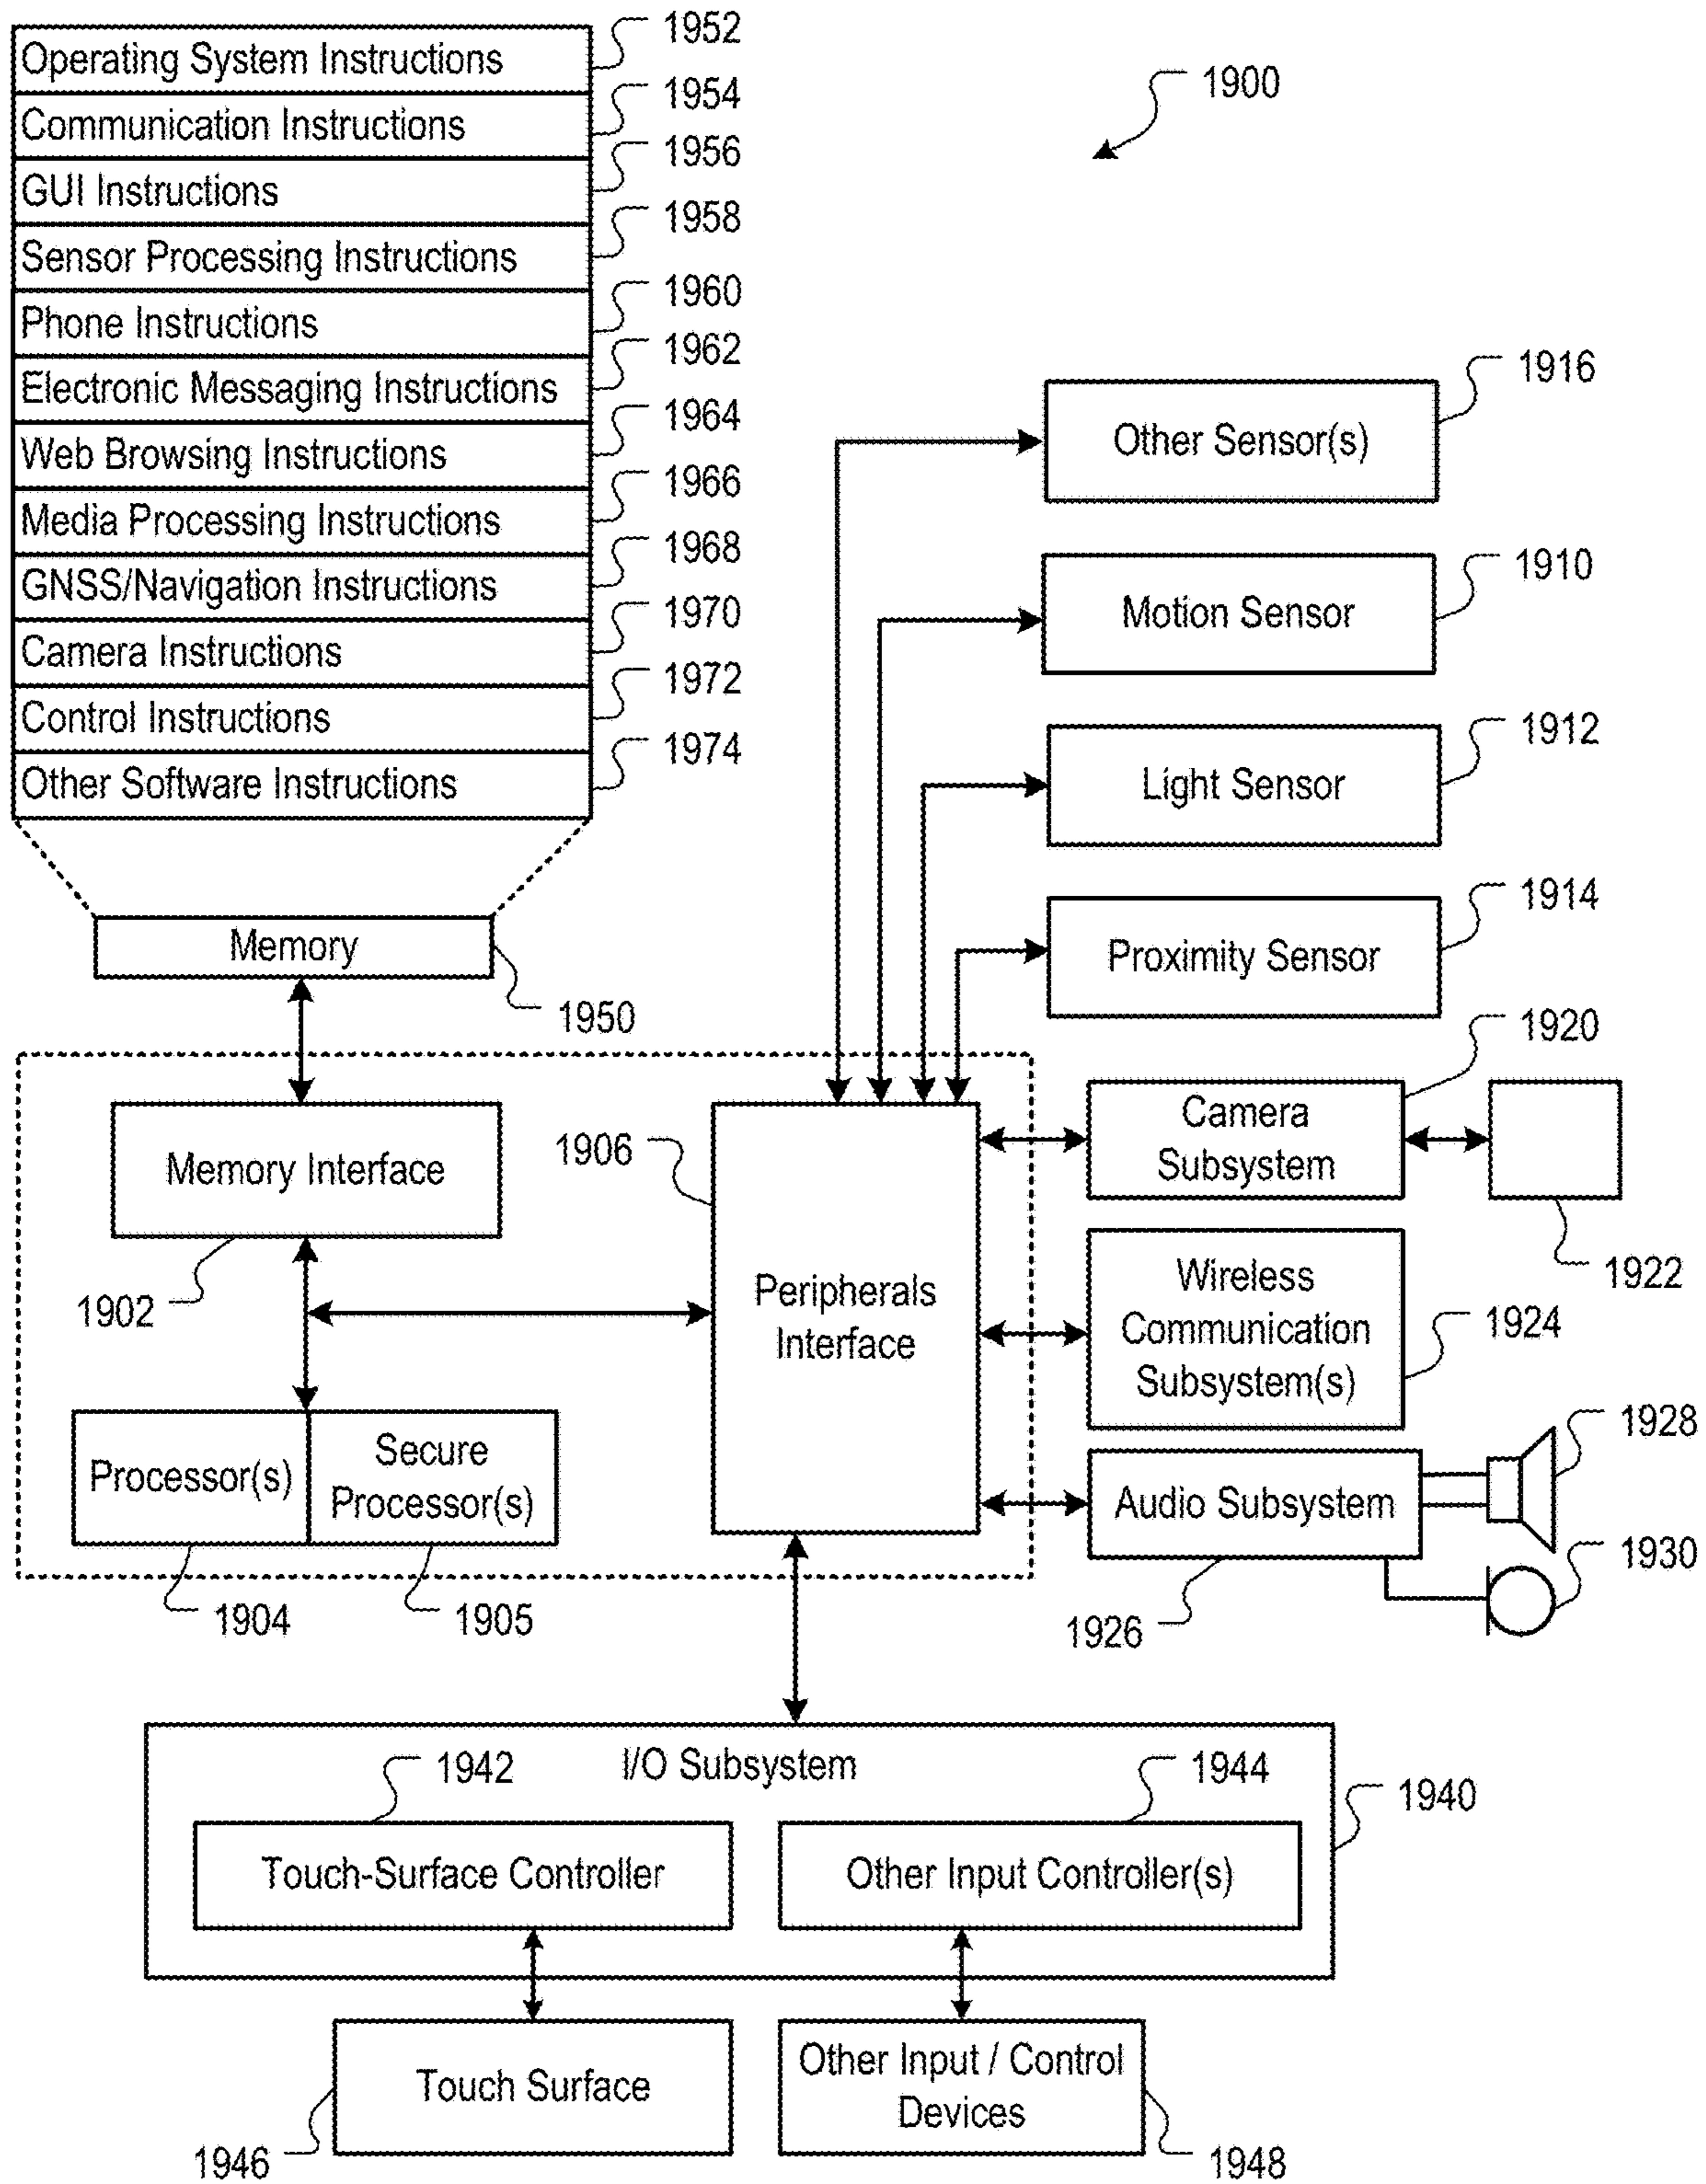 1952
Operating System Instructions
1954
Communication Instructions
1956
GUI Instructions
1958
Sensor Processing Instructions
1960
Phone Instructions
1962
Electronic Messaging Instructions
1964
Web Browsing Instructions
1966
Media Processing Instructions
1968
GNSS/Navigation Instructions
1970
Camera Instructions
1972
Control Instructions
1974
Other Software Instructions
1900
Memory
1950
1916
Other Sensor(s)
1910
Motion Sensor
1912
Light Sensor
1914
Proximity Sensor
1920
Camera
Subsystem
1922
Memory Interface
1902
1906
Peripherals
Interface
Wireless
Communication
Subsystem(s)
1924
Processor(s)
Secure
Processor(s)
1904
1905
Audio Subsystem
1926
1928
1930
I/O Subsystem
1940
1942
Touch-Surface Controller
1944
Other Input Controller(s)
Touch Surface
1946
Other Input / Control
Devices
1948